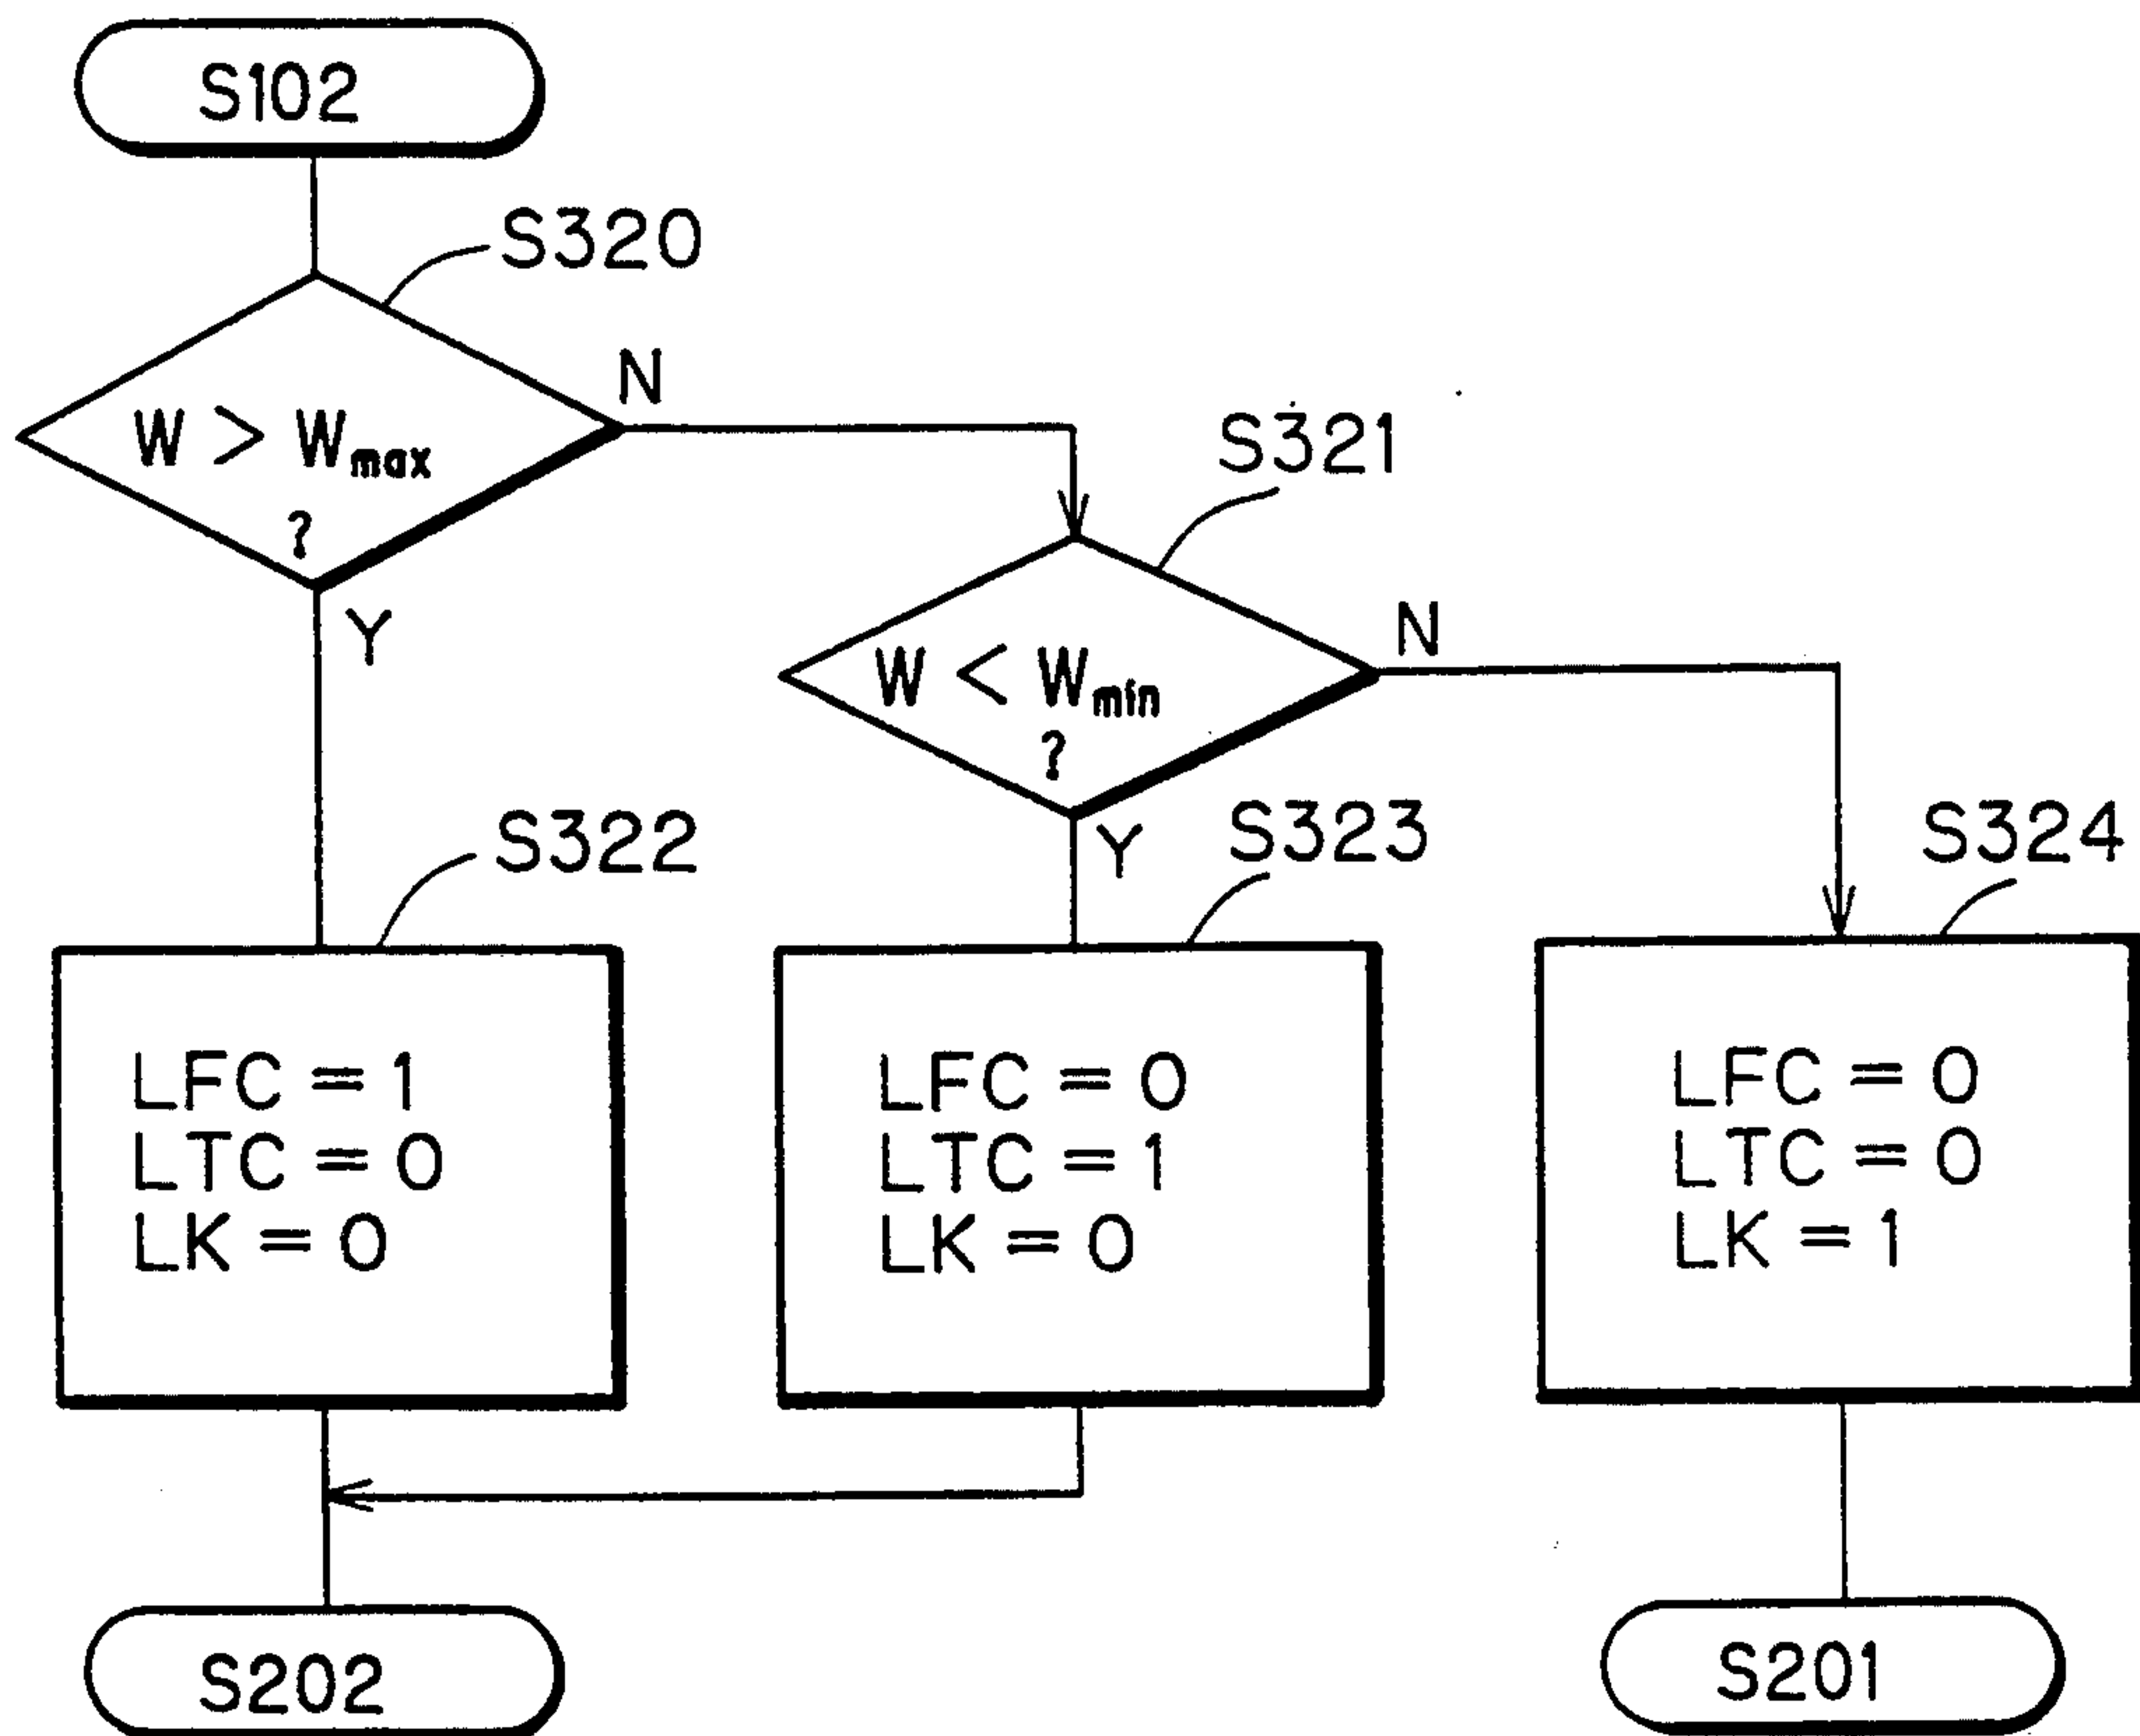 S102
S320
W > Wmax
?
N
Y
S321
W < Wmin
?
N
Y
S322
LFC = 1
LTC = 0
LK = 0
S323
LFC = 0
LTC = 1
LK = 0
S324
LFC = 0
LTC = 0
LK = 1
S202
S201